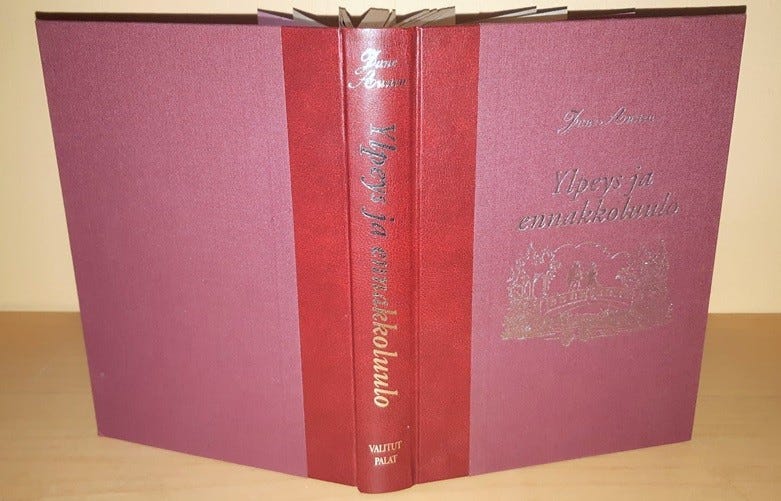 Jane
Austen
Ylpeys ja ennakkoluulo
VALITUT
PALAT
Jane Austen
Ylpeys ja
ennakkoluulo